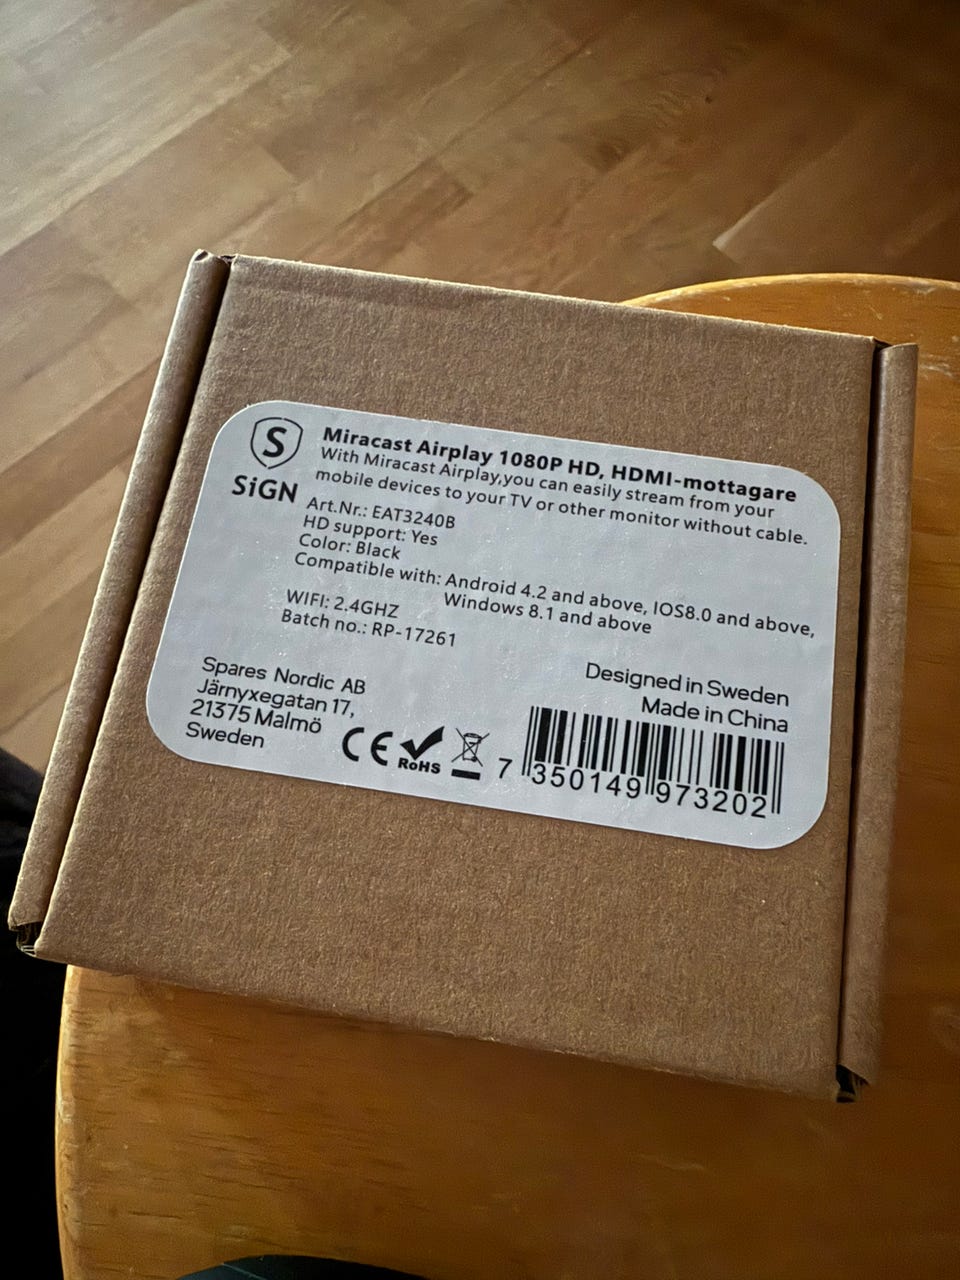 S
SiGN
Miracast Airplay 1080P HD, HDMI-mottagare
With Miracast Airplay,you can easily stream from your
mobile devices to your TV or other monitor without cable.
Art.Nr.: EAT3240B
HD support: Yes
Color: Black
Compatible with: Android 4.2 and above, IOS8.0 and above,
Windows 8.1 and above
WIFI: 2.4GHZ
Batch no.: RP-17261
Spares Nordic AB
Järnyxegatan 17,
21375 Malmö
Sweden
CE
RoHS
Designed in Sweden
Made in China
7 350149 973202